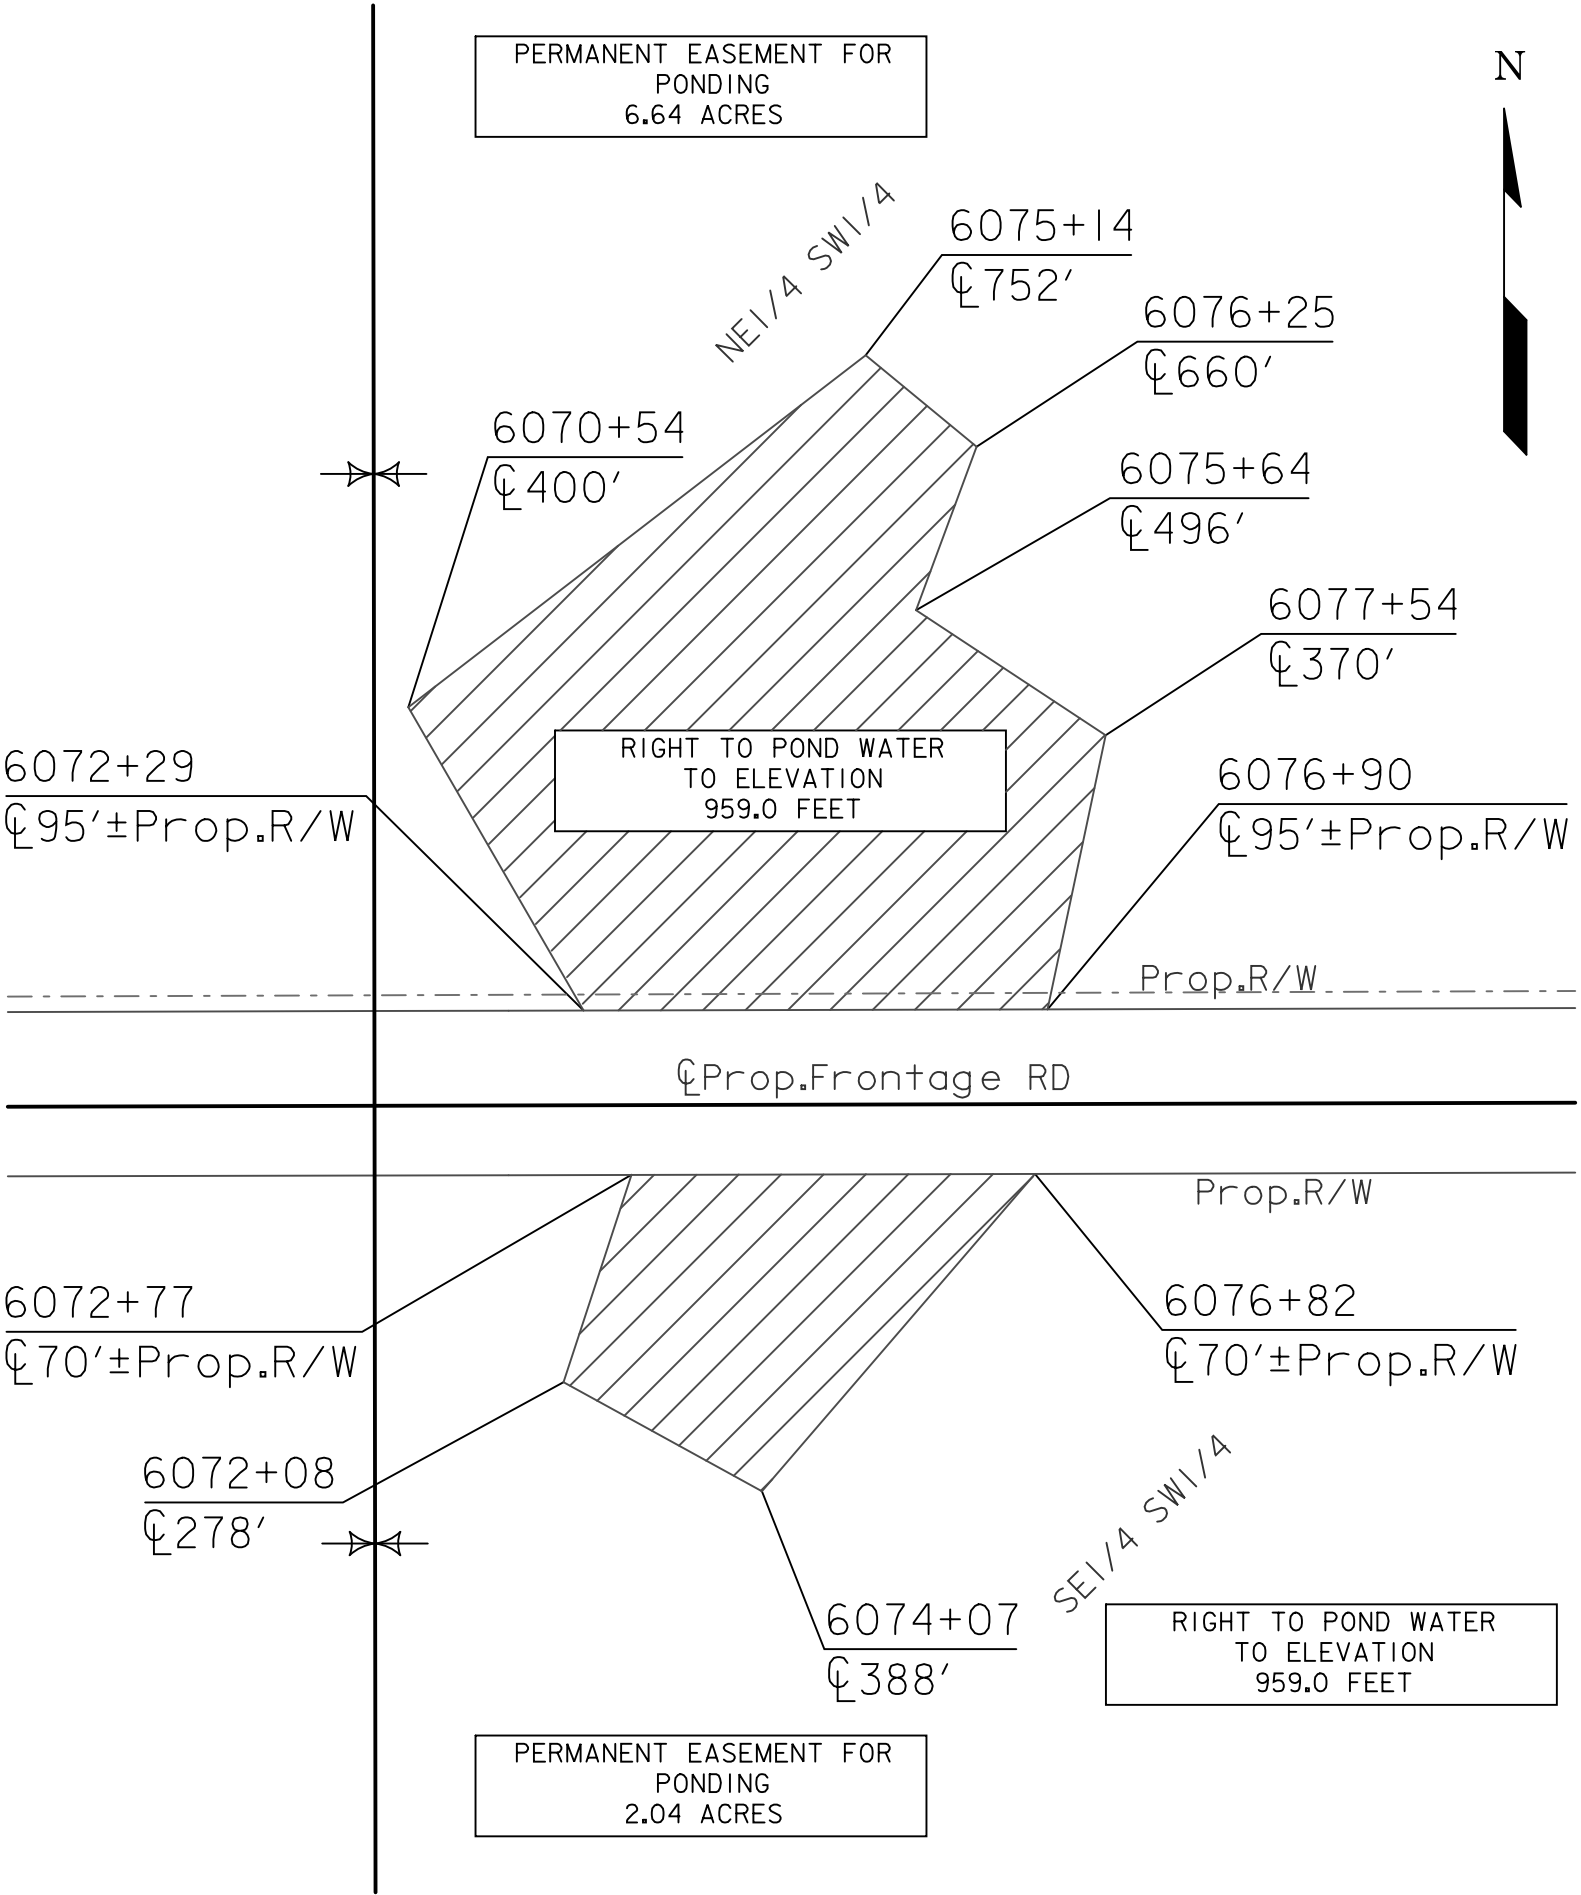 PERMANENT EASEMENT FOR
PONDING
6.64 ACRES
N
NE1/4 SW1/4
6075+14
℄752′
6076+25
℄660′
6070+54
℄400′
6075+64
℄496′
6077+54
℄370′
RIGHT TO POND WATER
TO ELEVATION
959.0 FEET
6072+29
℄95′±Prop.R/W
6076+90
℄95′±Prop.R/W
Prop.R/W
℄Prop.Frontage RD
Prop.R/W
6072+77
℄70′±Prop.R/W
6076+82
℄70′±Prop.R/W
6072+08
℄278′
SE1/4 SW1/4
6074+07
℄388′
RIGHT TO POND WATER
TO ELEVATION
959.0 FEET
PERMANENT EASEMENT FOR
PONDING
2.04 ACRES